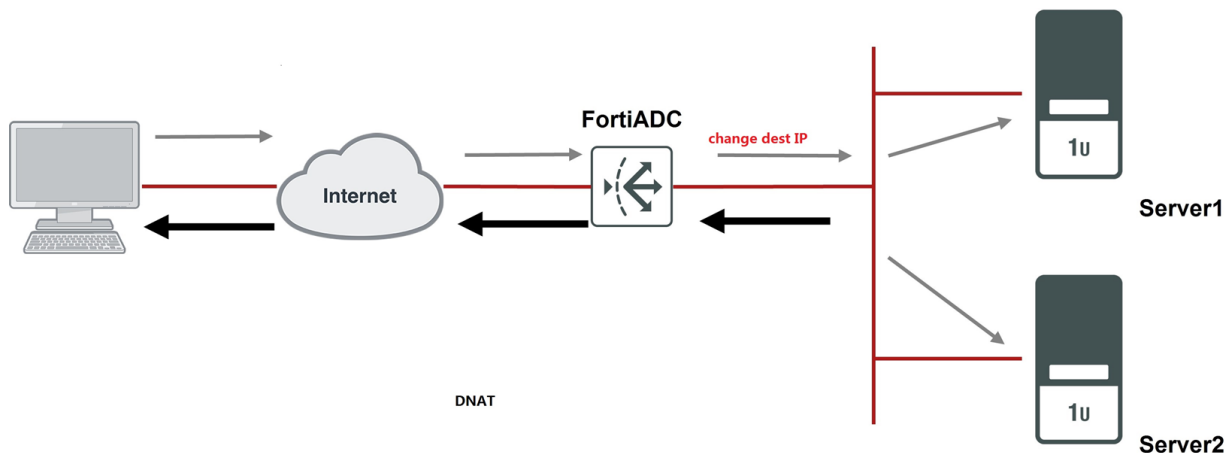 FortiADC
change dest IP
Internet
1U
Server1
DNAT
1U
Server2